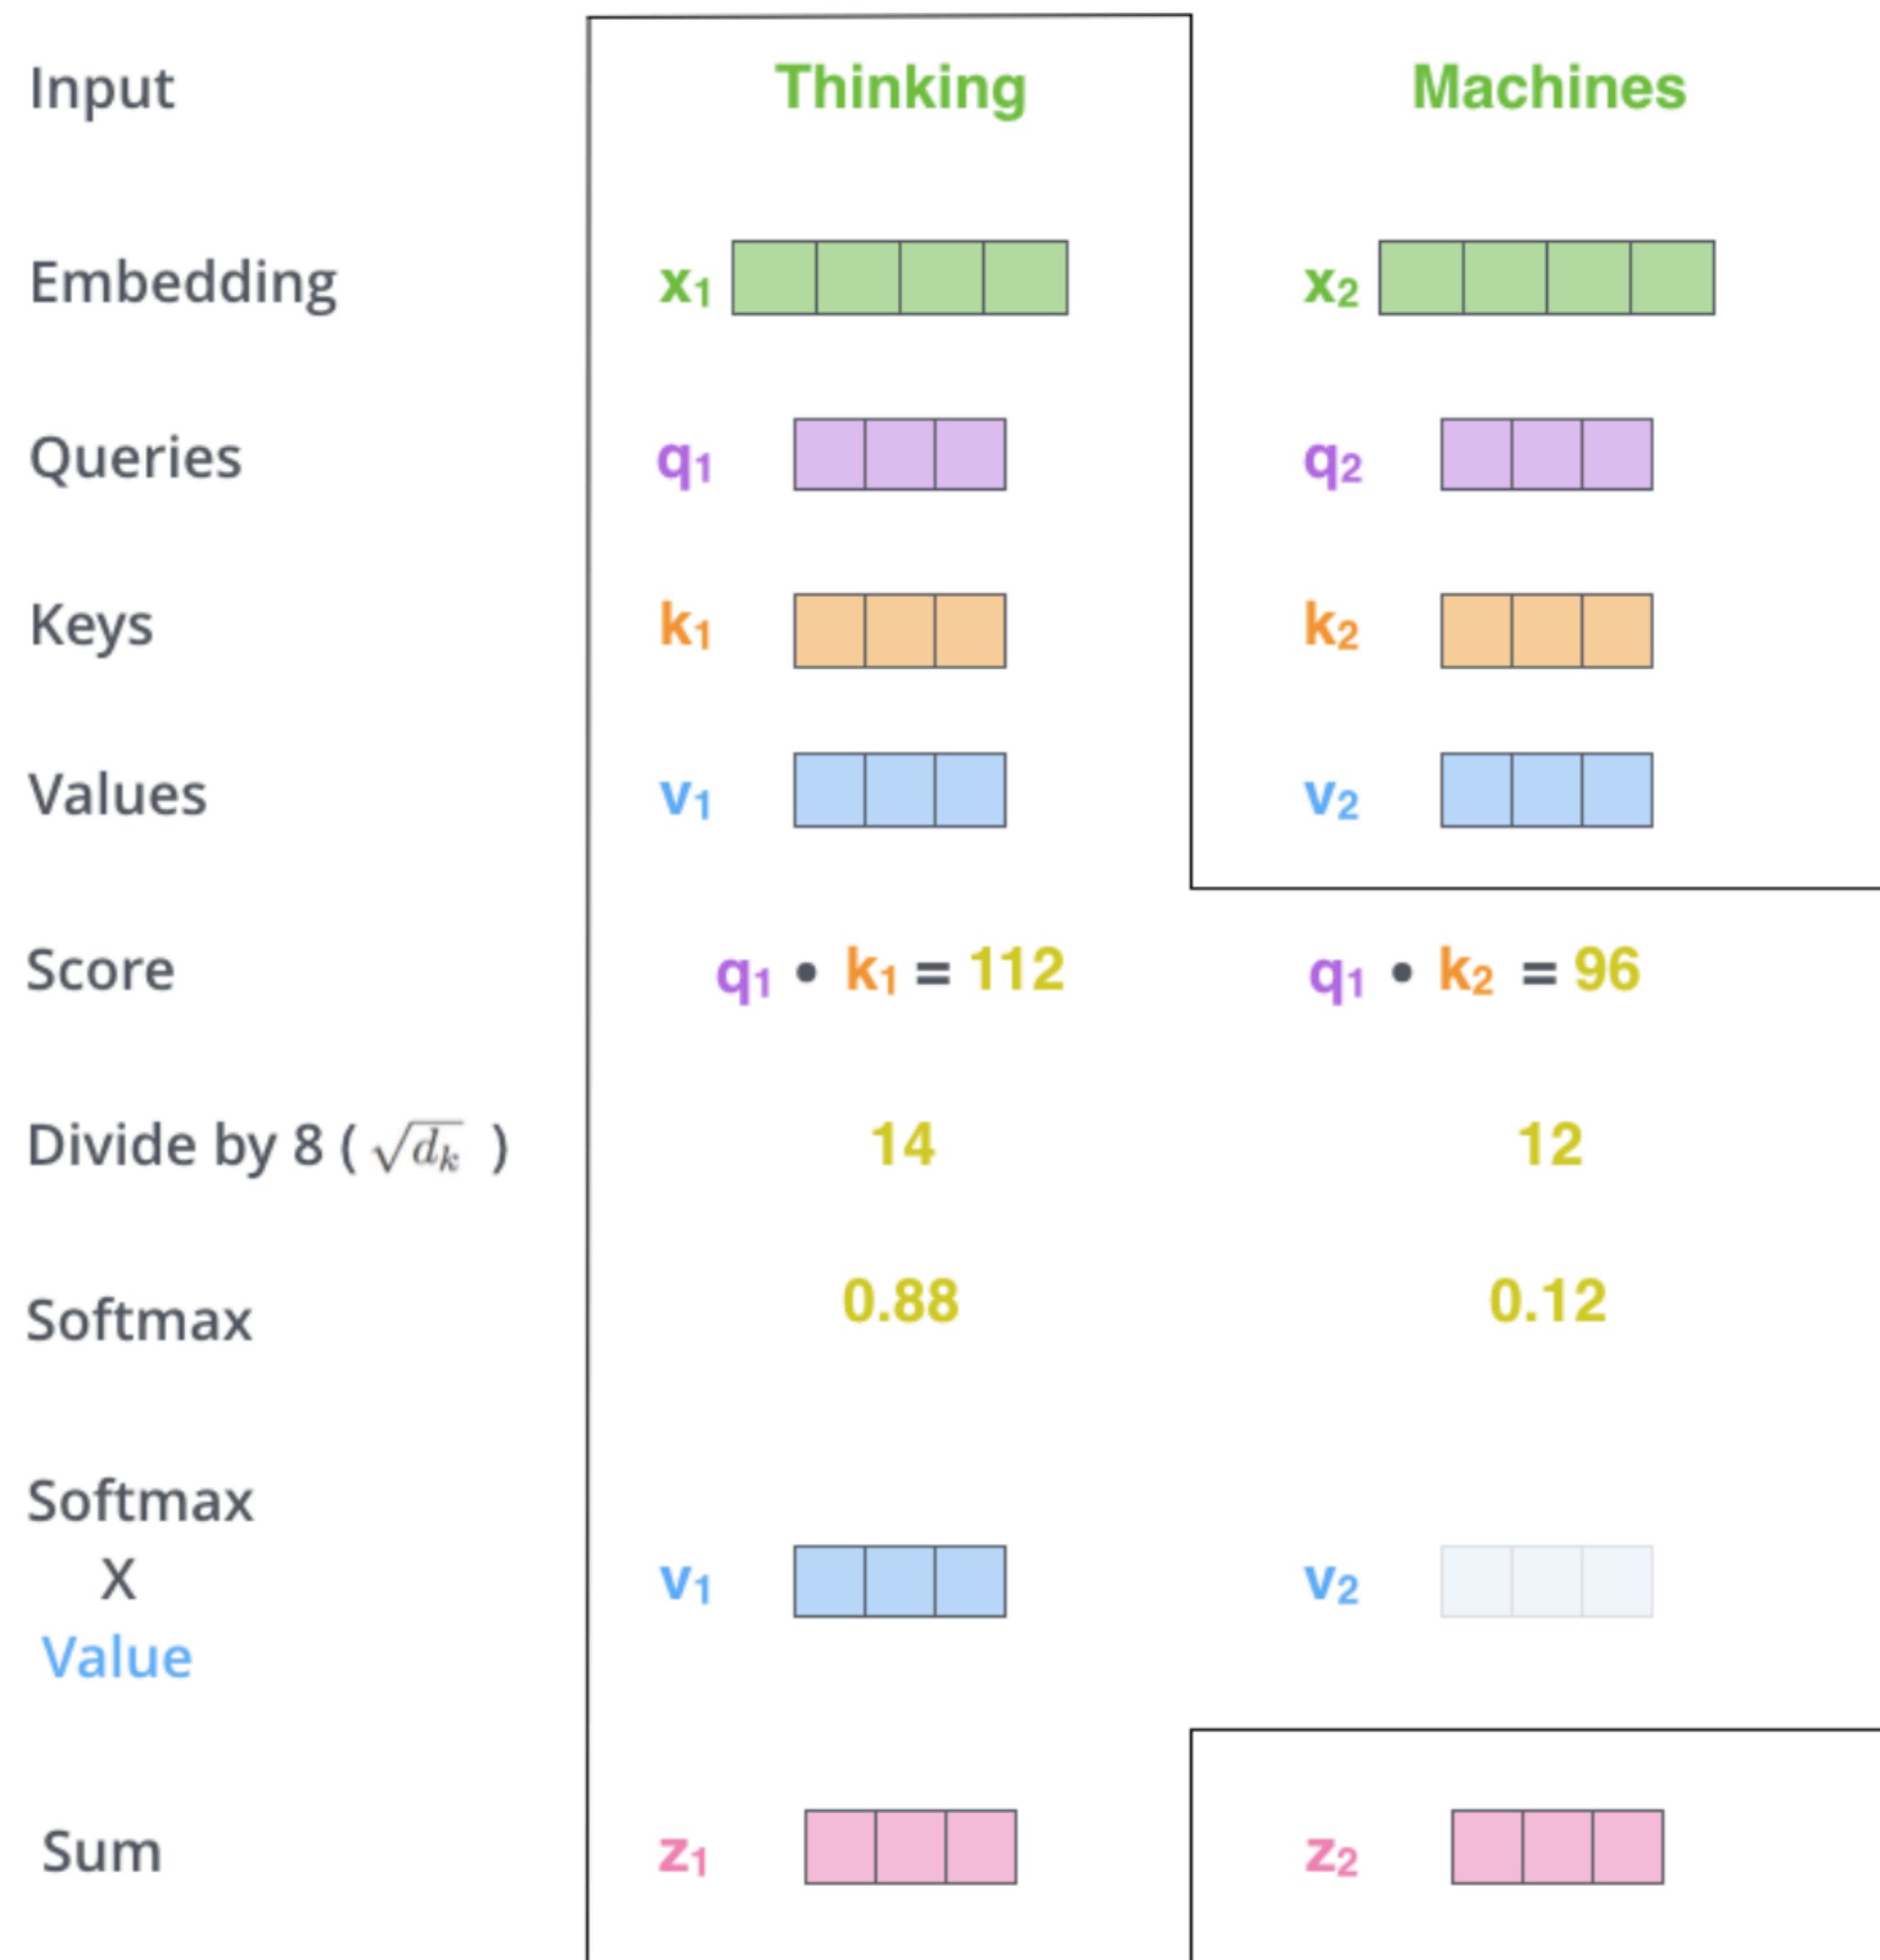 Input Thinking Machines
Embedding x₁ x₂
Queries q₁ q₂
Keys k₁ k₂
Values v₁ v₂
Score q₁ • k₁ = 112 q₁ • k₂ = 96
Divide by 8 ( √dₖ ) 14 12
Softmax 0.88 0.12
Softmax
X v₁ v₂
Value
Sum z₁ z₂